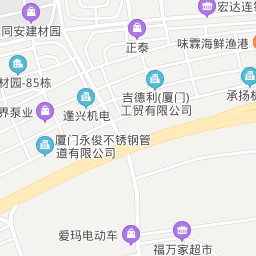 宏达连锁
同安建材园
正泰
味霖海鲜渔港
材园-85栋
吉德利(厦门)
工贸有限公司
承扬机
界泵业
逢兴机电
厦门永俊不锈钢管
道有限公司
爱玛电动车
福万家超市